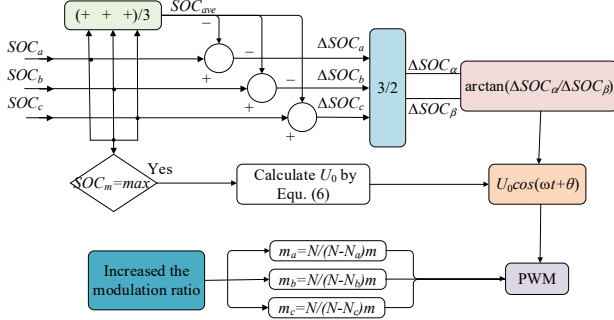 (+ + +)/3
SOC_ave
SOC_a
SOC_b
SOC_c
−
−
−
+
+
+
ΔSOC_a
ΔSOC_b
ΔSOC_c
3/2
ΔSOC_α
ΔSOC_β
arctan(ΔSOC_α/ΔSOC_β)
SOC_m=max
Yes
Calculate U_0 by
Equ. (6)
U_0cos(ωt+θ)
Increased the
modulation ratio
m_a=N/(N-N_a)m
m_b=N/(N-N_b)m
m_c=N/(N-N_c)m
PWM